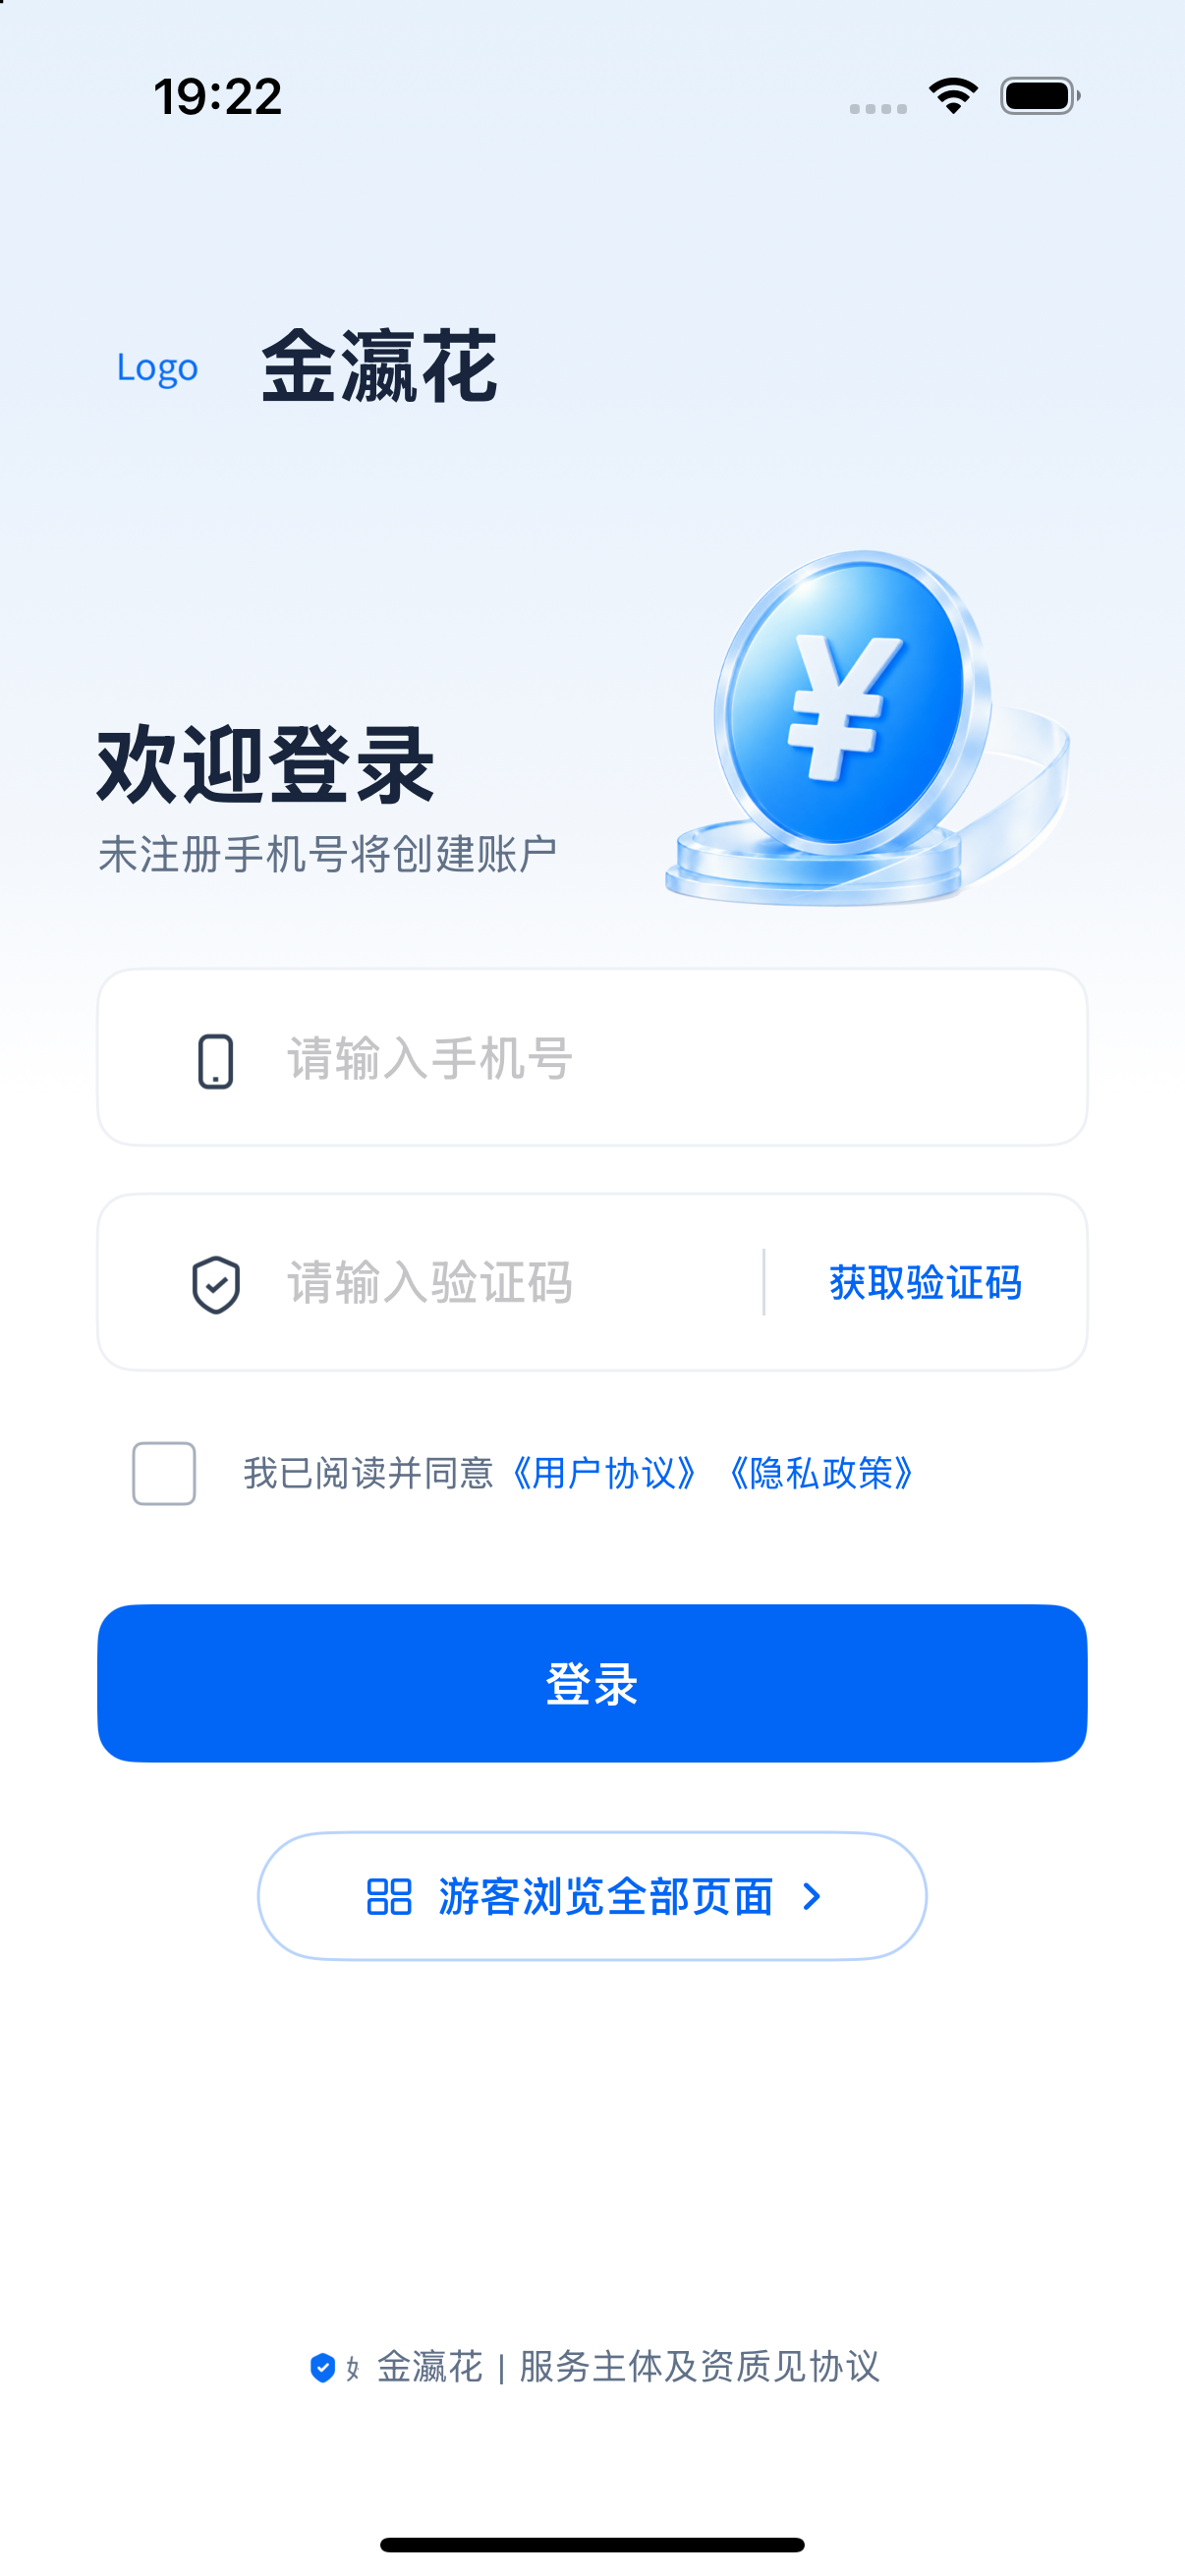 19:22
Logo
金瀛花
¥
欢迎登录
未注册手机号将创建账户
请输入手机号
请输入验证码
获取验证码
我已阅读并同意《用户协议》《隐私政策》
登录
游客浏览全部页面
金瀛花 | 服务主体及资质见协议